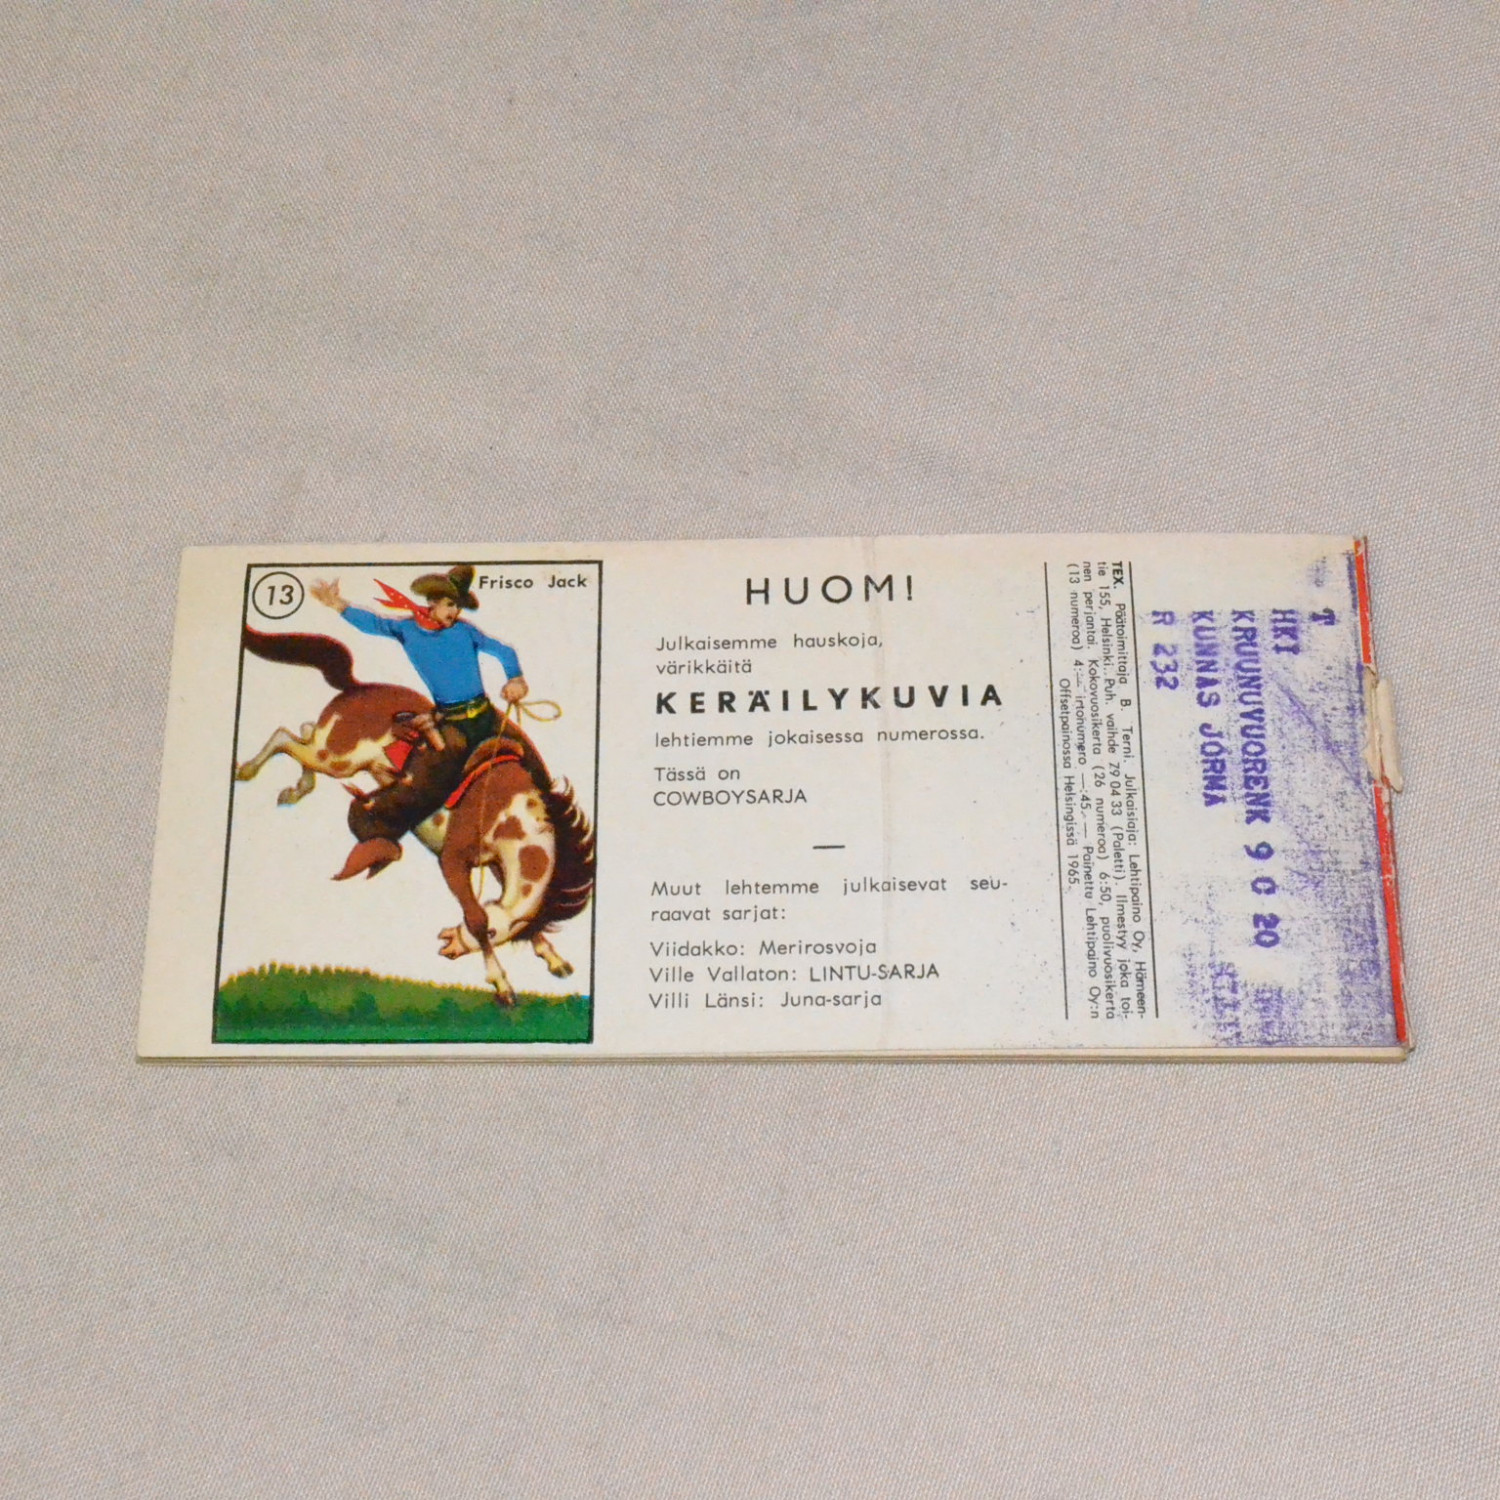 13
Frisco Jack
HUOM!
Julkaisemme hauskoja,
värikkäitä
KERÄILYKUVIA
lehtiemme jokaisessa numerossa.
Tässä on
COWBOYSARJA
Muut lehtemme julkaisevat seu-
raavat sarjat:
Viidakko: Merirosvoja
Ville Vallaton: LINTU-SARJA
Villi Länsi: Juna-sarja
TEX. Päätoimittaja B. Terni. Julkaisija: Lehtipaino Oy, Hämeen-
tie 155, Helsinki. Puh. vaihde 79 04 33 (Paletti). Ilmestyy joka toi-
nen perjantai. Kokovuosikerta (26 numeroa) 6:50, puolivuosikerta
(13 numeroa) 4:— irtonumero —:45.— Painettu Lehtipaino Oy:n
Offsetpainossa Helsingissä 1965.
T
HKI
KRUUNUVUORENK 9 C 20
KUNNAS JORMA
R 232